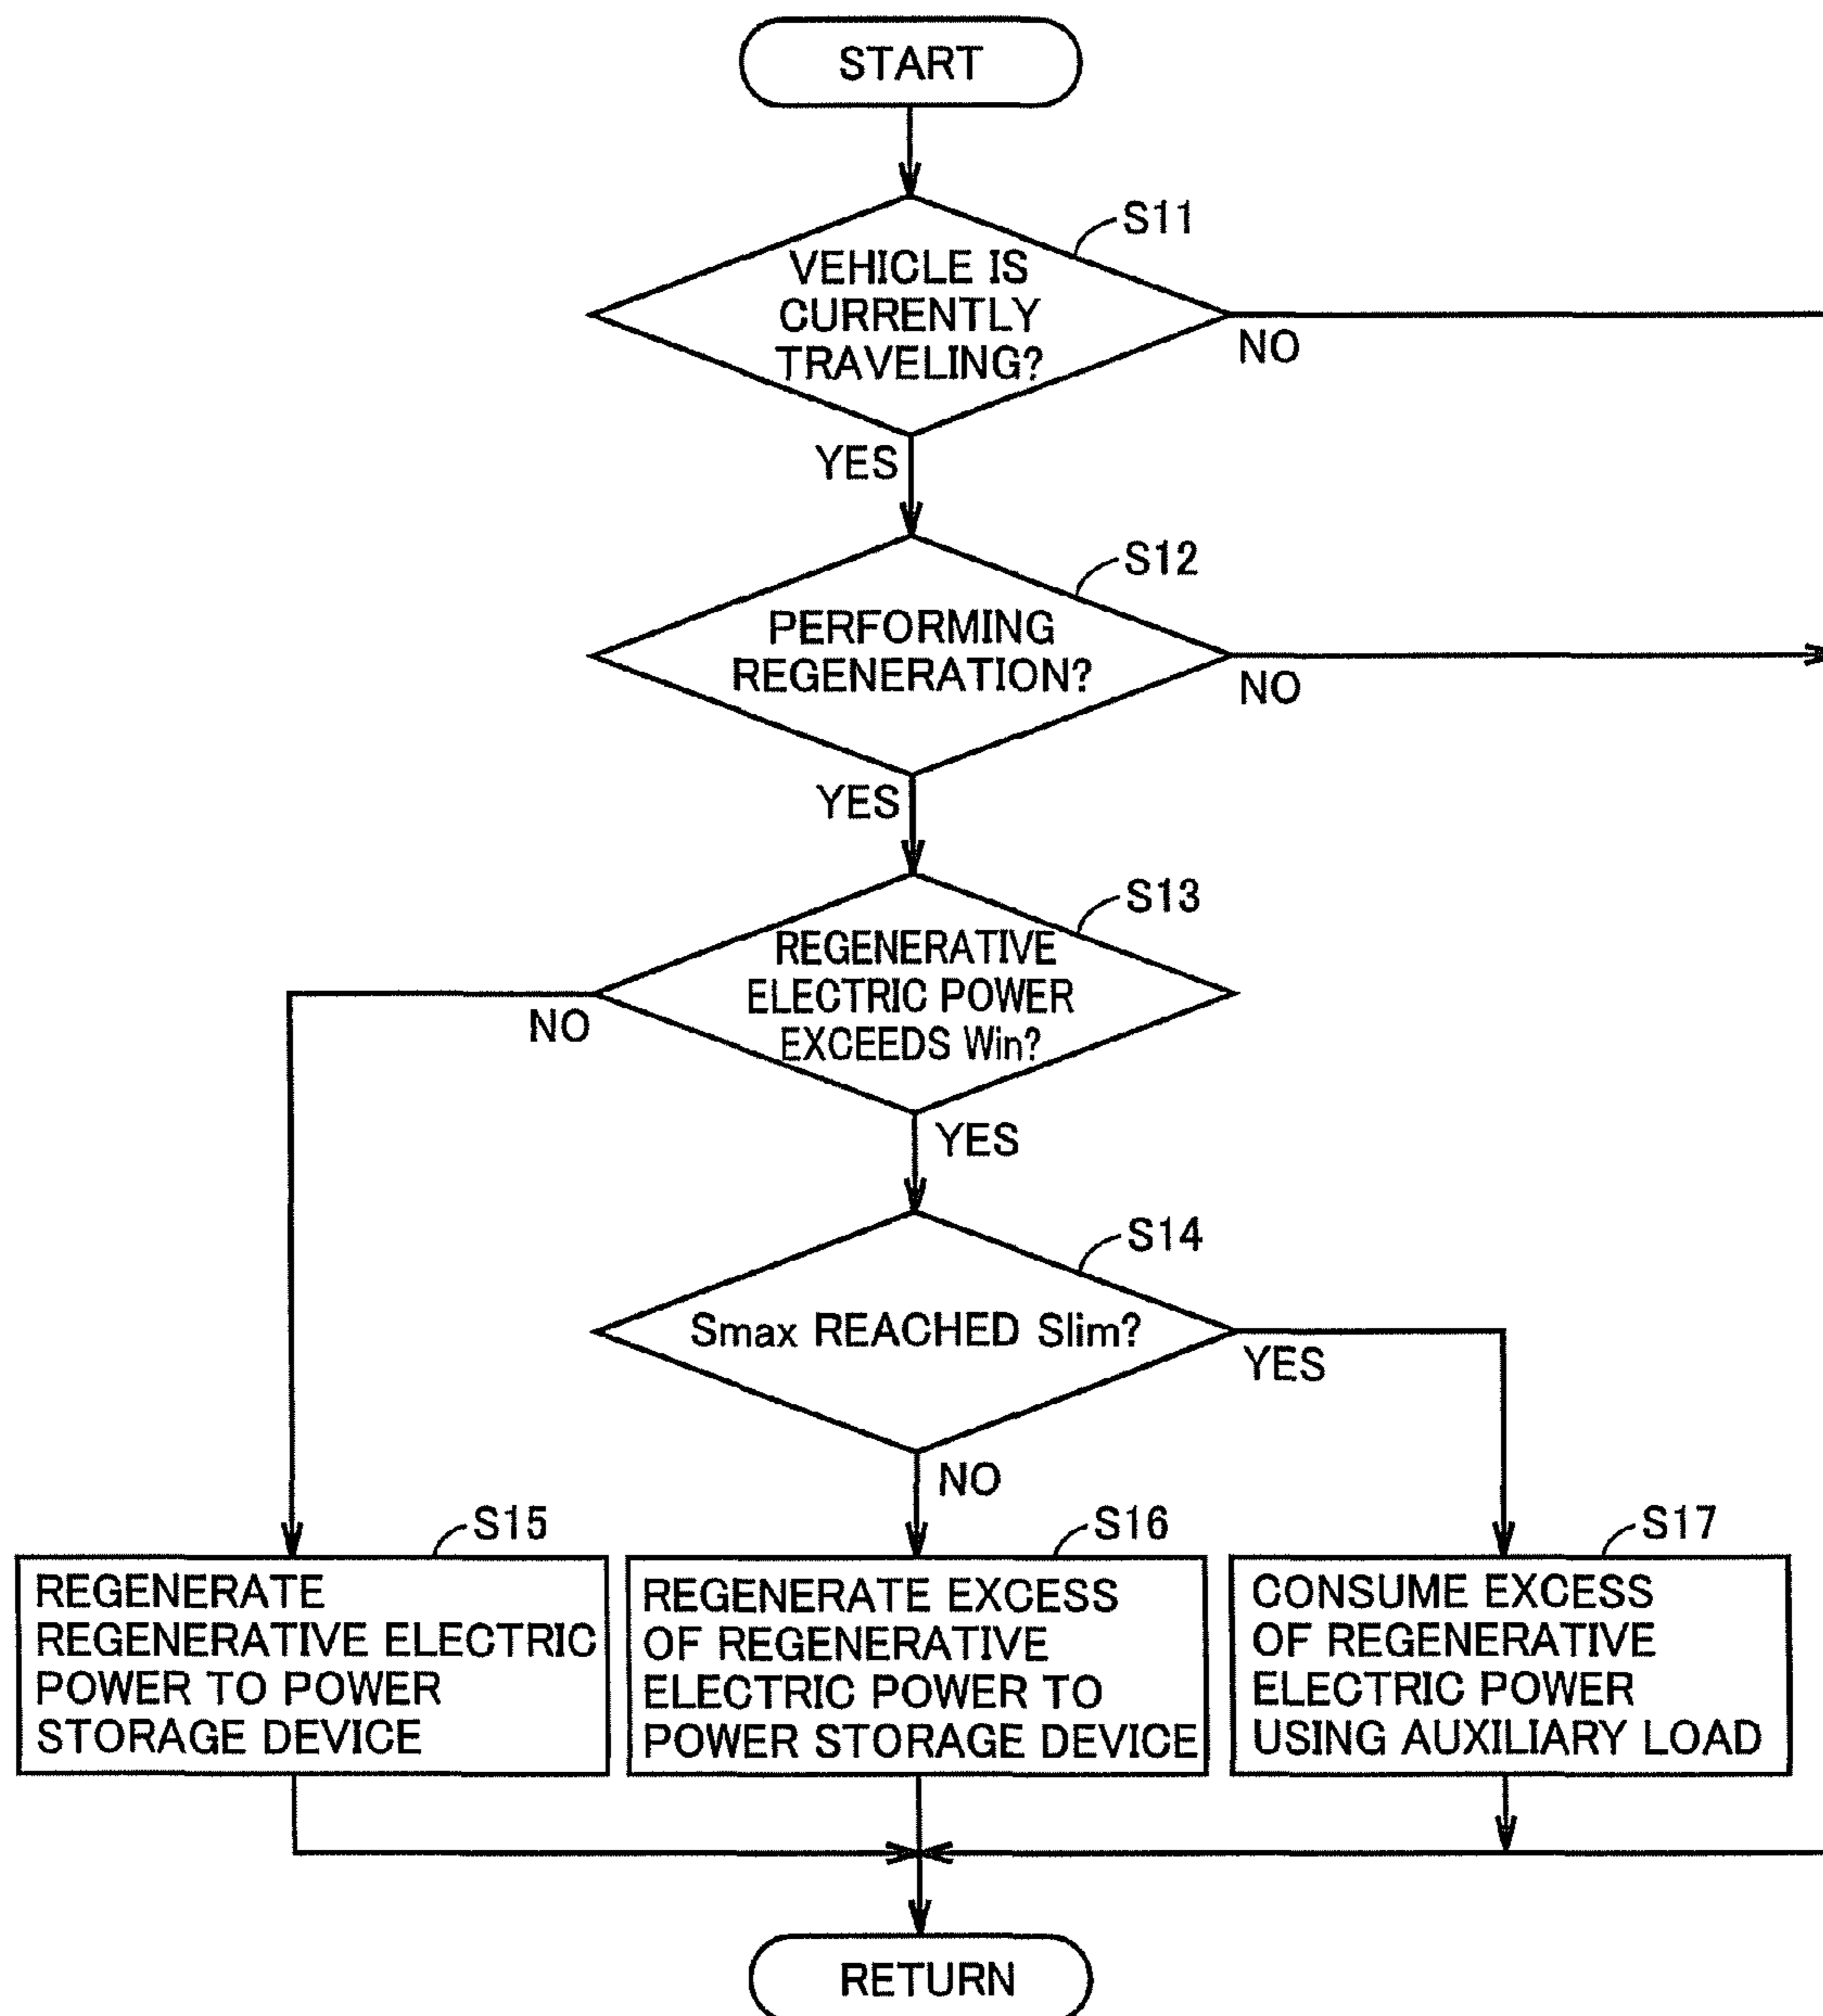 START
S11
VEHICLE IS
CURRENTLY
TRAVELING?
NO
YES
S12
PERFORMING
REGENERATION?
NO
YES
S13
REGENERATIVE
ELECTRIC POWER
EXCEEDS Win?
NO
YES
S14
Smax REACHED Slim?
YES
NO
S15
REGENERATE
REGENERATIVE ELECTRIC
POWER TO POWER
STORAGE DEVICE
S16
REGENERATE EXCESS
OF REGENERATIVE
ELECTRIC POWER TO
POWER STORAGE DEVICE
S17
CONSUME EXCESS
OF REGENERATIVE
ELECTRIC POWER
USING AUXILIARY LOAD
RETURN